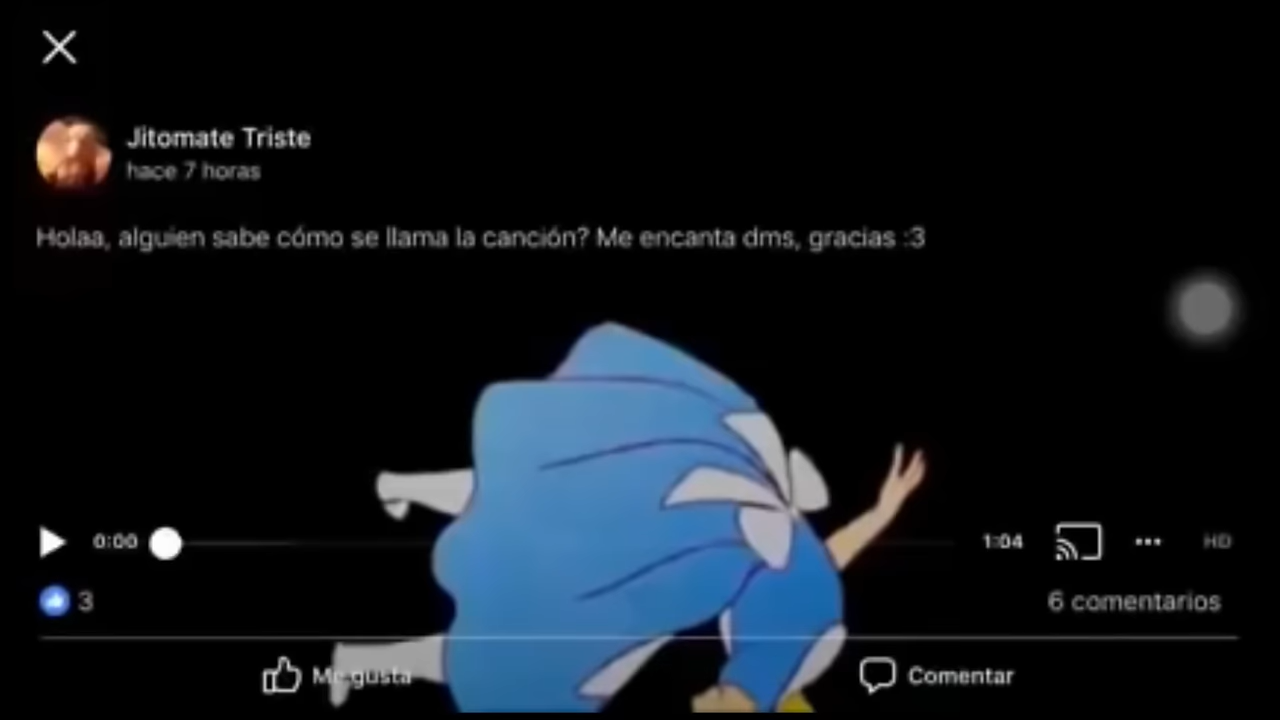 Jitomate Triste
hace 7 horas
Holaa, alguien sabe cómo se llama la canción? Me encanta dms, gracias :3
0:00
1:04
HD
3
6 comentarios
Me gusta
Comentar